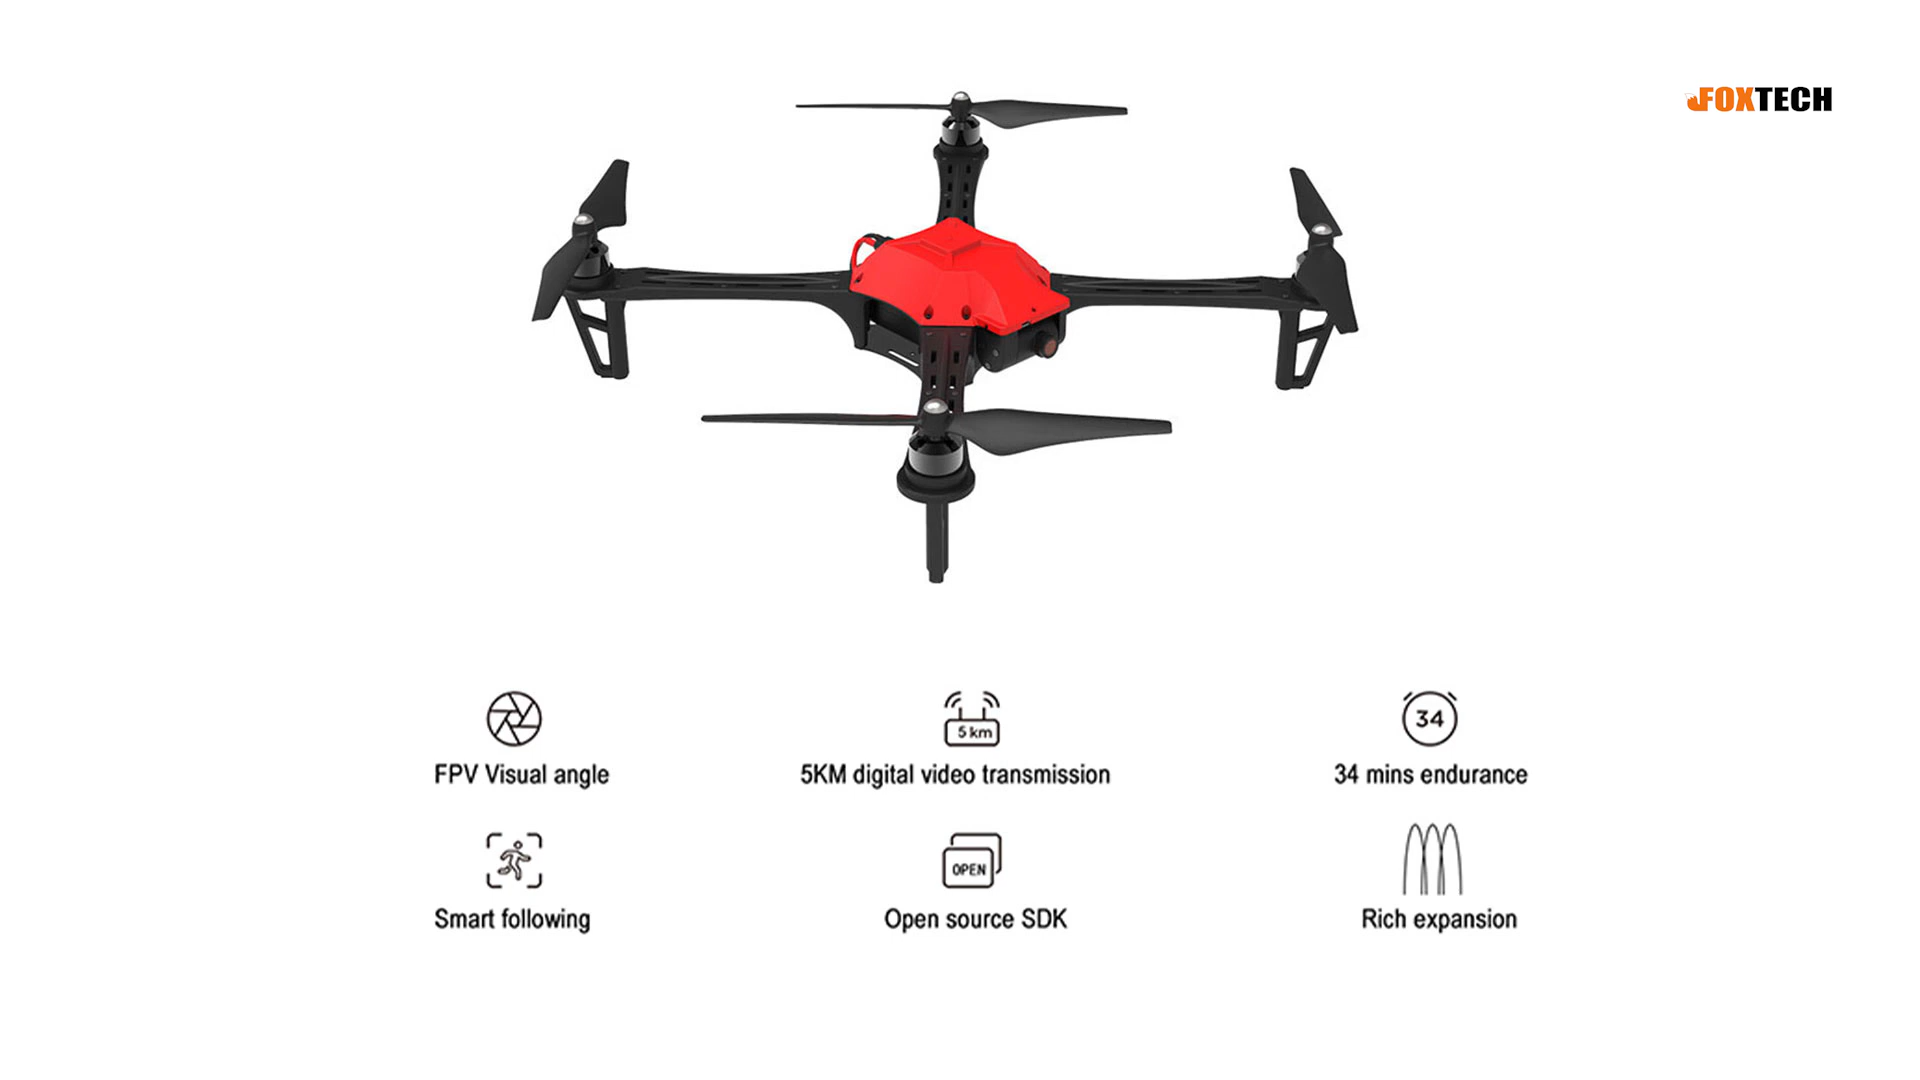 FOXTECH
5 km
34
FPV Visual angle
5KM digital video transmission
34 mins endurance
OPEN
Smart following
Open source SDK
Rich expansion